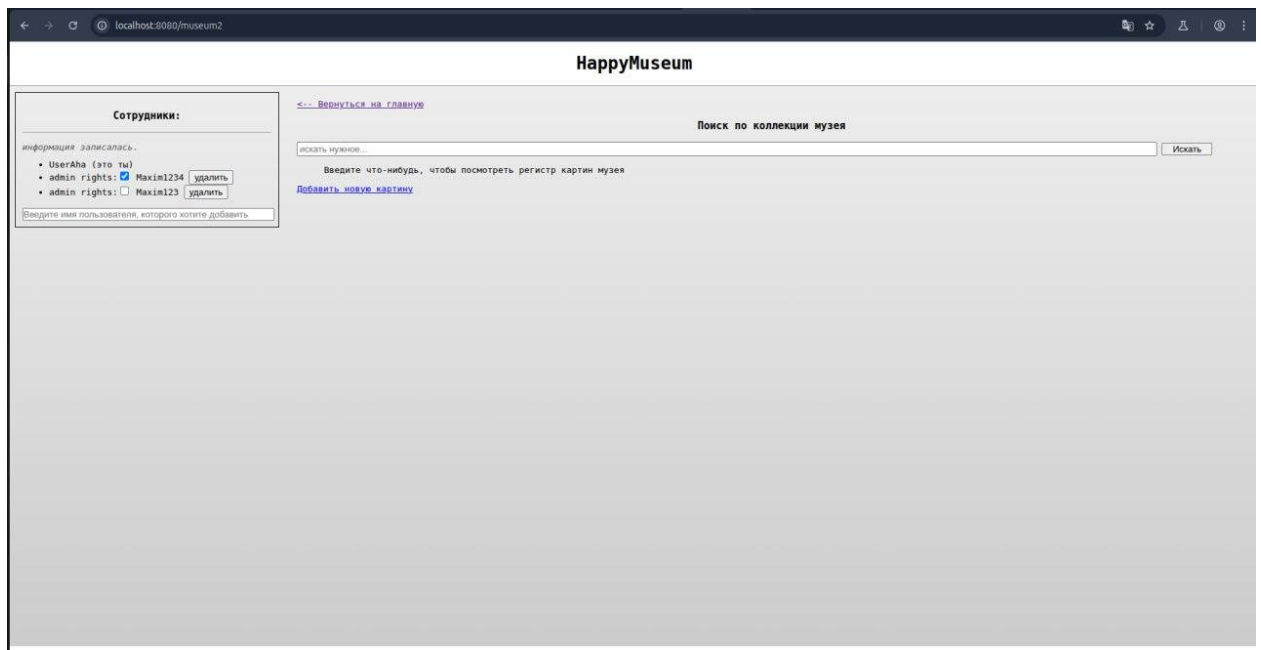 localhost:8080/museum2
HappyMuseum
Сотрудники:
информация записалась.
UserAha (это ты)
admin rights: Maxim1234 удалить
admin rights: Maxim123 удалить
Введите имя пользователя, которого хотите добавить
<-- Вернуться на главную
Поиск по коллекции музея
искать нужное... Искать
Введите что-нибудь, чтобы посмотреть регистр картин музея
Добавить новую картину